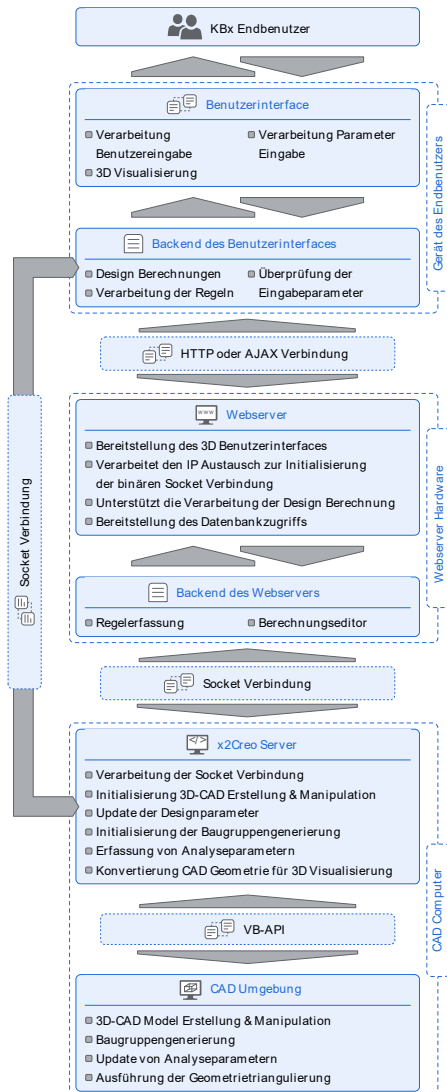 KBx Endbenutzer
Benutzerinterface
Verarbeitung
Benutzereingabe
3D Visualisierung
Verarbeitung Parameter
Eingabe
Gerät des Endbenutzers
Backend des Benutzerinterfaces
Design Berechnungen
Verarbeitung der Regeln
Überprüfung der
Eingabeparameter
HTTP oder AJAX Verbindung
Socket Verbindung
www
Webserver
Bereitstellung des 3D Benutzerinterfaces
Verarbeitet den IP Austausch zur Initialisierung
der binären Socket Verbindung
Unterstützt die Verarbeitung der Design Berechnung
Bereitstellung des Datenbankzugriffs
Webserver Hardware
Backend des Webservers
Regelerfassung
Berechnungseditor
Socket Verbindung
</>
x2Creo Server
Verarbeitung der Socket Verbindung
Initialisierung 3D-CAD Erstellung & Manipulation
Update der Designparameter
Initialisierung der Baugruppengenerierung
Erfassung von Analyseparametern
Konvertierung CAD Geometrie für 3D Visualisierung
CAD Computer
VB-API
CAD Umgebung
3D-CAD Model Erstellung & Manipulation
Baugruppengenerierung
Update von Analyseparametern
Ausführung der Geometrietriangulierung